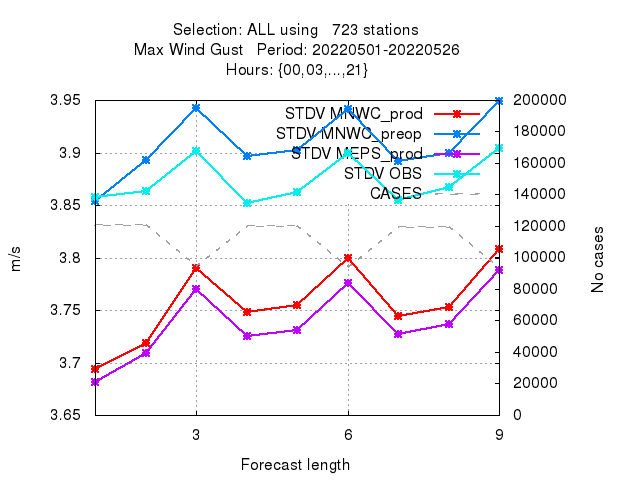 Selection: ALL using 723 stations
Max Wind Gust Period: 20220501-20220526
Hours: {00,03,...,21}
3.95
3.9
3.85
3.8
3.75
3.7
3.65
m/s
STDV MNWC_prod
STDV MNWC_preop
STDV MEPS_prod
STDV OBS
CASES
200000
180000
160000
140000
120000
100000
80000
60000
40000
20000
0
No cases
3
6
9
Forecast length